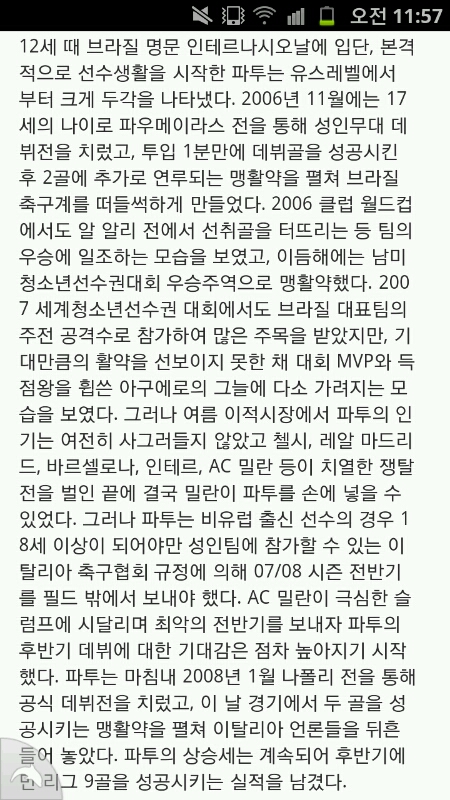 오전 11:57
12세 때 브라질 명문 인테르나시오날에 입단, 본격
적으로 선수생활을 시작한 파투는 유스레벨에서
부터 크게 두각을 나타냈다. 2006년 11월에는 17
세의 나이로 파우메이라스 전을 통해 성인무대 데
뷔전을 치렀고, 투입 1분만에 데뷔골을 성공시킨
후 2골에 추가로 연루되는 맹활약을 펼쳐 브라질
축구계를 떠들썩하게 만들었다. 2006 클럽 월드컵
에서도 알 알리 전에서 선취골을 터뜨리는 등 팀의
우승에 일조하는 모습을 보였고, 이듬해에는 남미
청소년선수권대회 우승주역으로 맹활약했다. 200
7 세계청소년선수권 대회에서도 브라질 대표팀의
주전 공격수로 참가하여 많은 주목을 받았지만, 기
대만큼의 활약을 선보이지 못한 채 대회 MVP와 득
점왕을 휩쓴 아구에로의 그늘에 다소 가려지는 모
습을 보였다. 그러나 여름 이적시장에서 파투의 인
기는 여전히 사그러들지 않았고 첼시, 레알 마드리
드, 바르셀로나, 인테르, AC 밀란 등이 치열한 쟁탈
전을 벌인 끝에 결국 밀란이 파투를 손에 넣을 수
있었다. 그러나 파투는 비유럽 출신 선수의 경우 1
8세 이상이 되어야만 성인팀에 참가할 수 있는 이
탈리아 축구협회 규정에 의해 07/08 시즌 전반기
를 필드 밖에서 보내야 했다. AC 밀란이 극심한 슬
럼프에 시달리며 최악의 전반기를 보내자 파투의
후반기 데뷔에 대한 기대감은 점차 높아지기 시작
했다. 파투는 마침내 2008년 1월 나폴리 전을 통해
공식 데뷔전을 치렀고, 이 날 경기에서 두 골을 성
공시키는 맹활약을 펼쳐 이탈리아 언론들을 뒤흔
들어 놓았다. 파투의 상승세는 계속되어 후반기에
만 리그 9골을 성공시키는 실적을 남겼다.